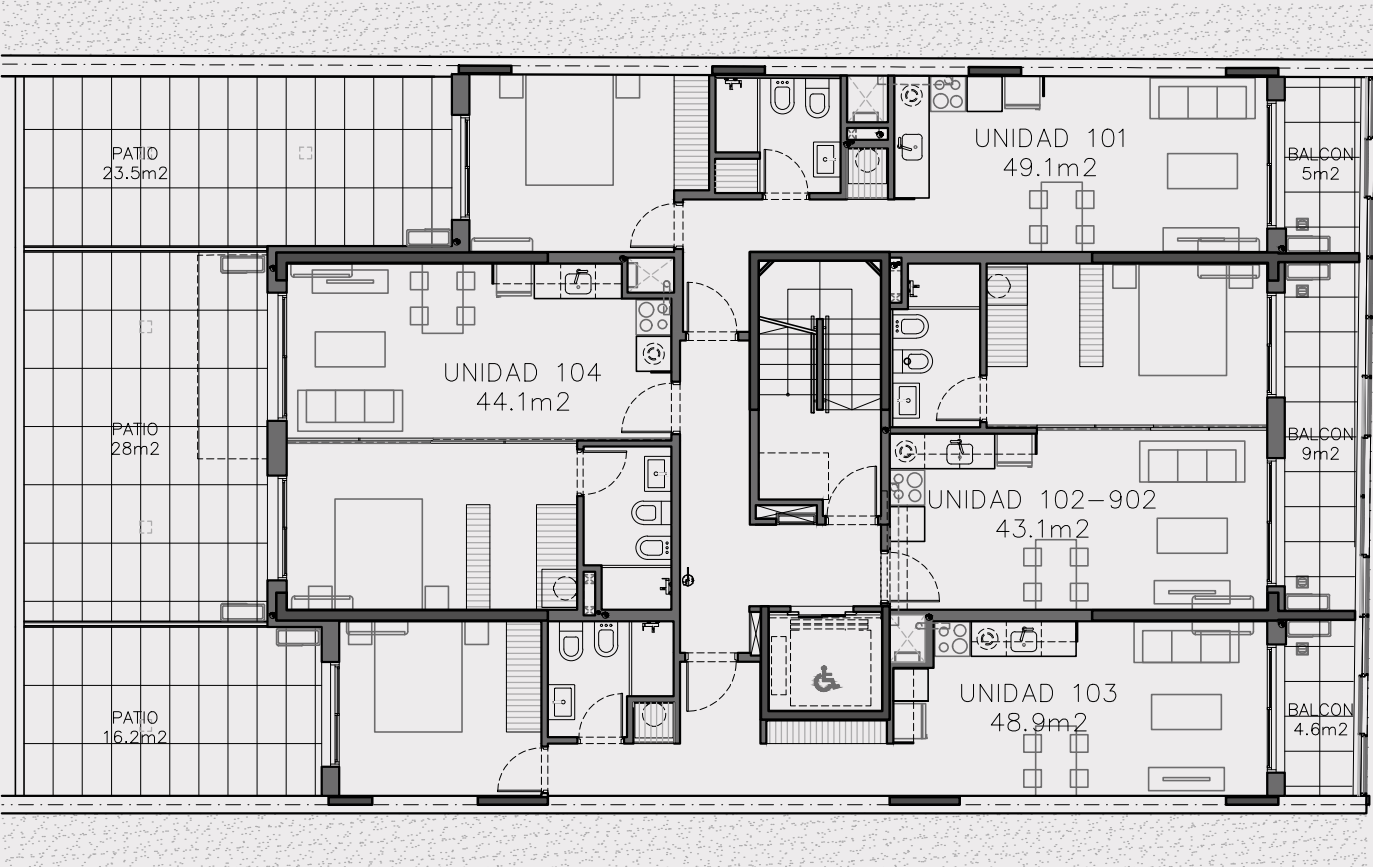 UNIDAD 101
49.1m2
PATIO
23.5m2
BALCON
5m2
UNIDAD 104
44.1m2
PATIO
28m2
BALCON
9m2
UNIDAD 102-902
43.1m2
UNIDAD 103
48.9m2
PATIO
16.2m2
BALCON
4.6m2